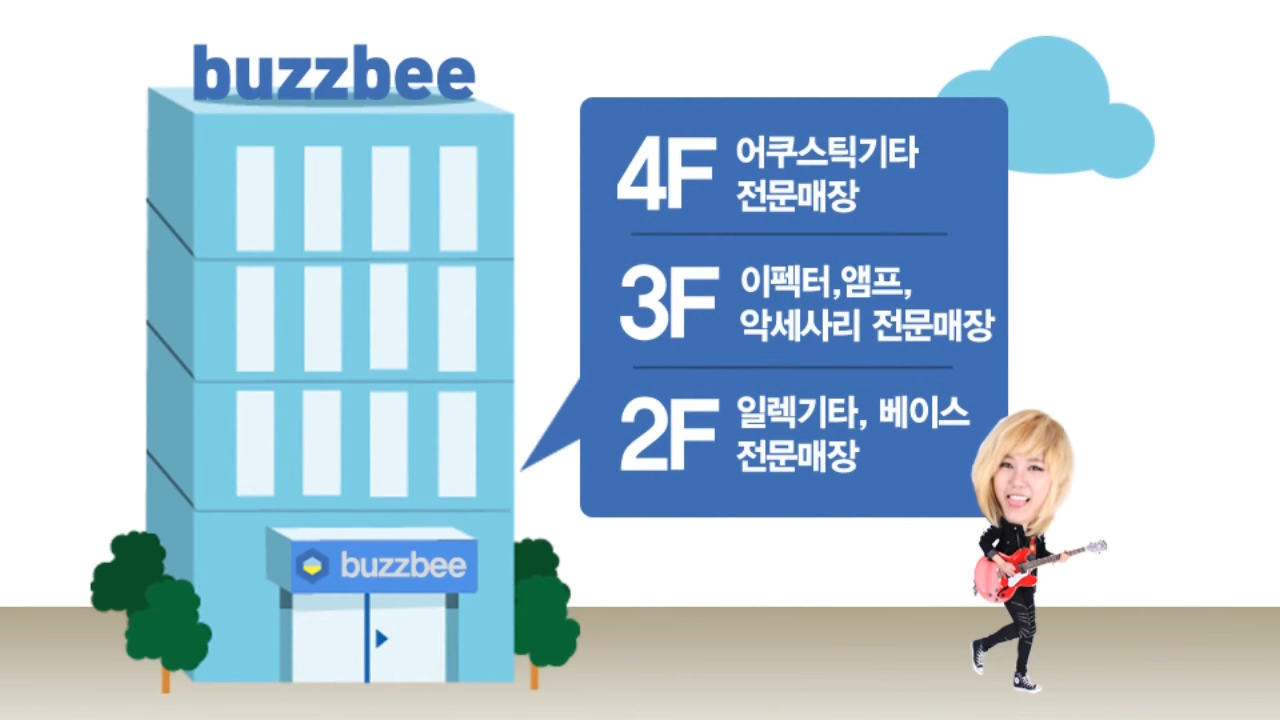 buzzbee
4F 어쿠스틱기타
전문매장
3F 이펙터,앰프,
악세사리 전문매장
2F 일렉기타, 베이스
전문매장
buzzbee